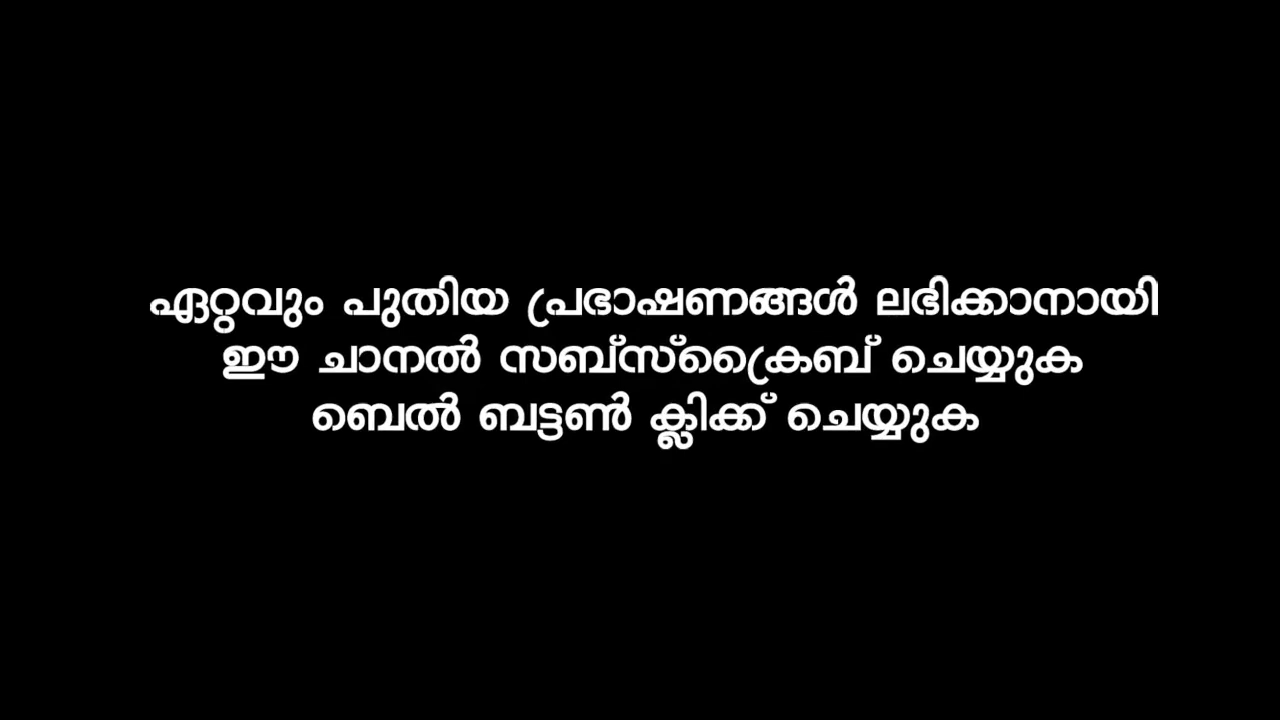 ഏറ്റവും പുതിയ പ്രഭാഷണങ്ങൾ ലഭിക്കാനായി
ഈ ചാനൽ സബ്സ്ക്രൈബ് ചെയ്യുക
ബെൽ ബട്ടൺ ക്ലിക്ക് ചെയ്യുക